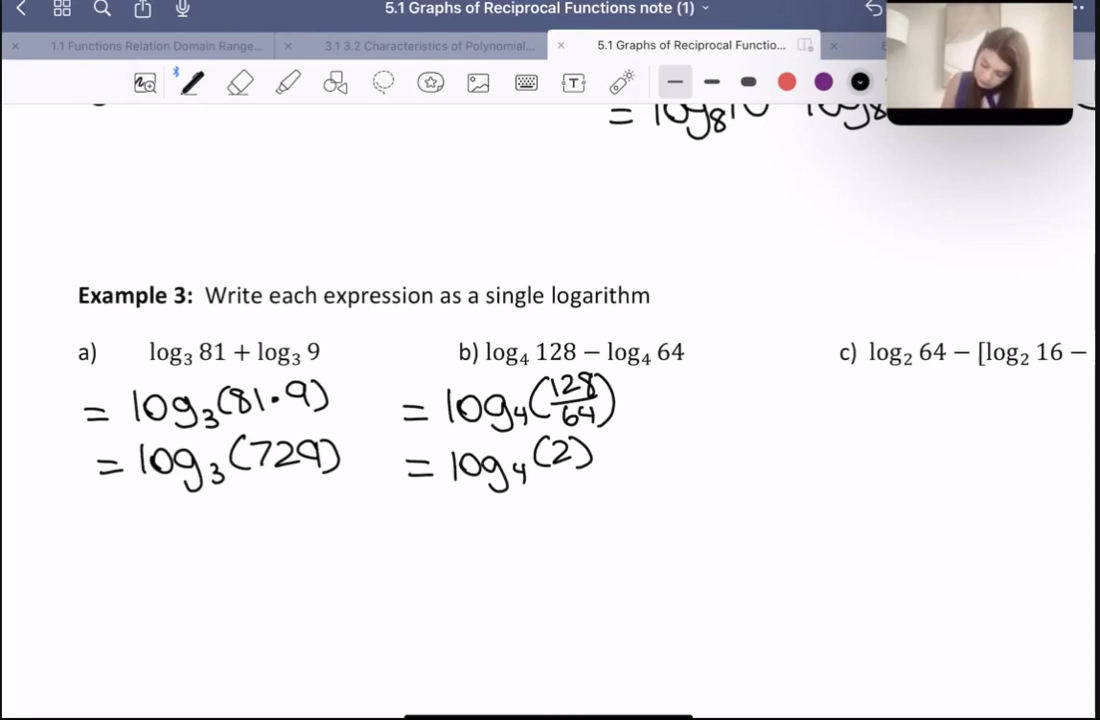 5.1 Graphs of Reciprocal Functions note (1)
1.1 Functions Relation Domain Range...
3.1 3.2 Characteristics of Polynomial...
5.1 Graphs of Reciprocal Functio...
Example 3: Write each expression as a single logarithm
a) log₃ 81 + log₃ 9
b) log₄ 128 − log₄ 64
c) log₂ 64 − [log₂ 16 −
= log₃(81·9)
= log₄(128/64)
= log₃(729)
= log₄(2)